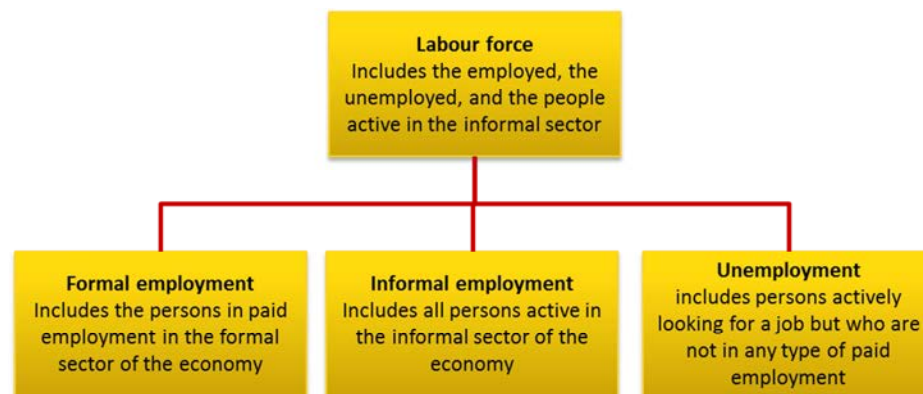 Labour force
Includes the employed, the
unemployed, and the people
active in the informal sector
Formal employment
Includes the persons in paid
employment in the formal
sector of the economy
Informal employment
Includes all persons active in
the informal sector of the
economy
Unemployment
includes persons actively
looking for a job but who are
not in any type of paid
employment